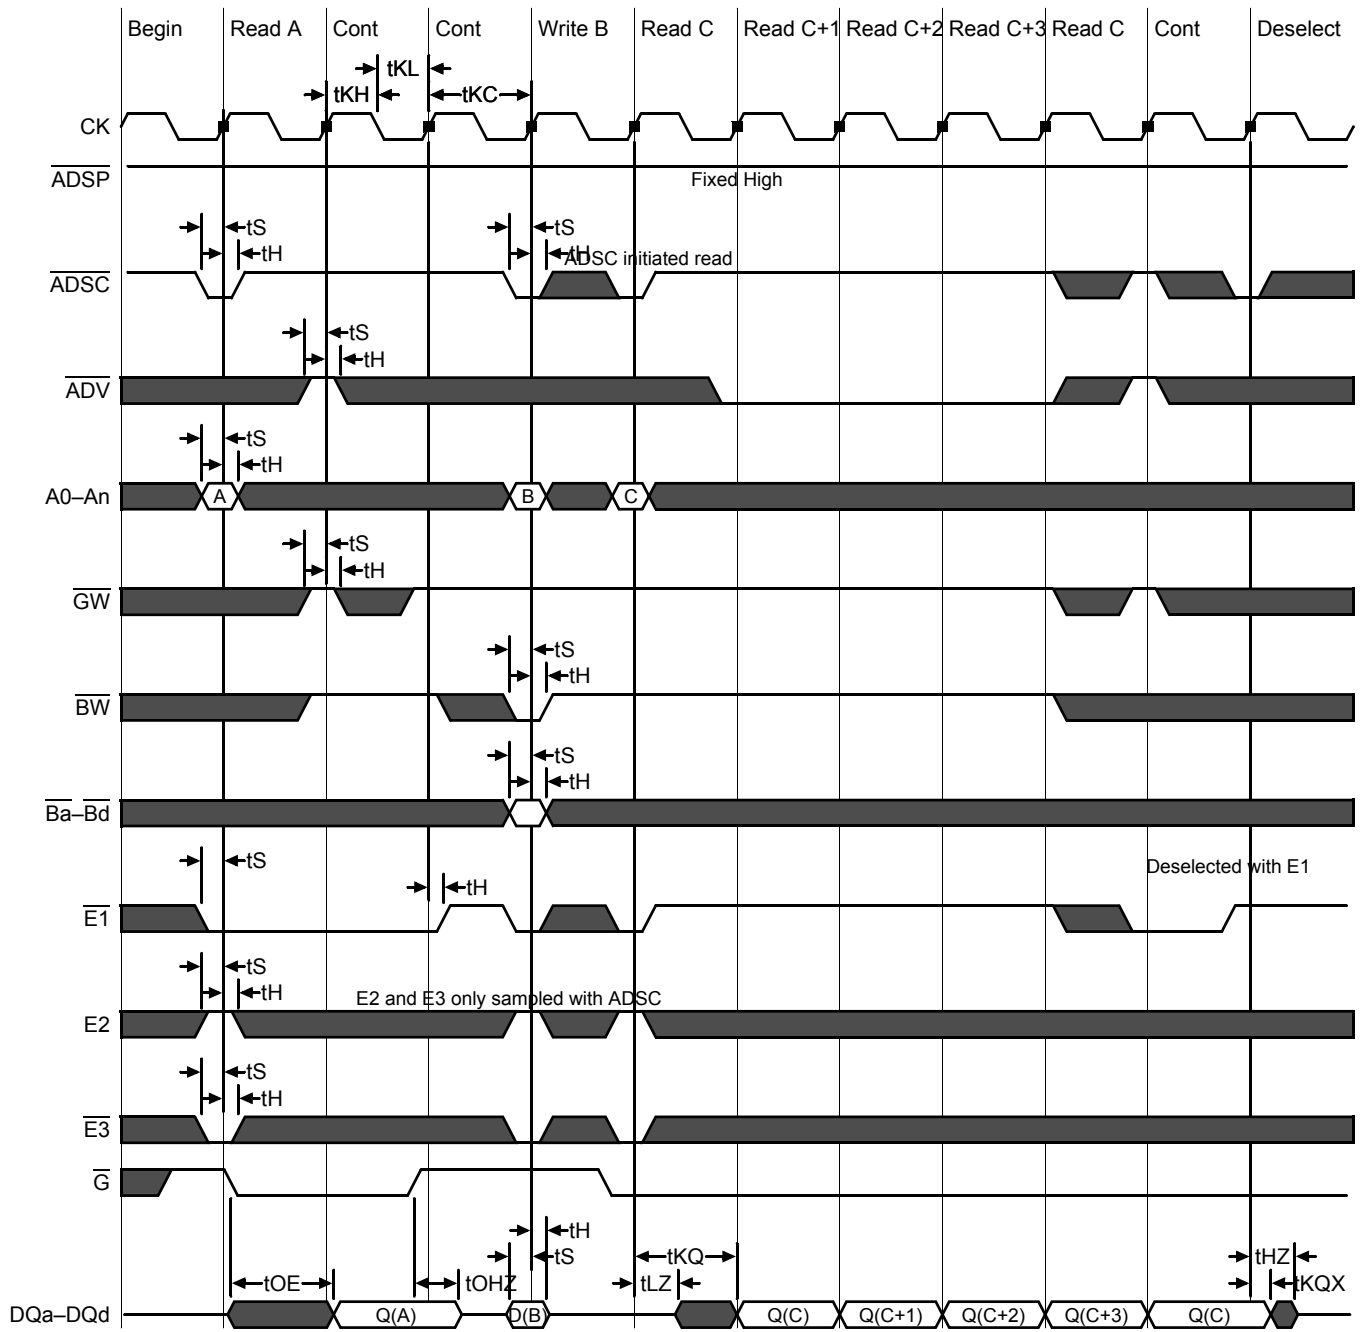 Begin Read A Cont Cont Write B Read C Read C+1 Read C+2 Read C+3 Read C Cont Deselect
tKL
tKH tKC
CK
ADSP
Fixed High
tS tS
tH tH
ADSC initiated read
ADSC
tS
tH
ADV
tS
tH
A0–An A B C
tS
tH
GW
tS
tH
BW
tS
tH
Ba–Bd
tS
Deselected with E1
tH
E1
tS
tH
E2 and E3 only sampled with ADSC
E2
tS
tH
E3
G
tH
tS tKQ tHZ
tOE tOHZ tLZ tKQX
DQa–DQd Q(A) D(B) Q(C) Q(C+1) Q(C+2) Q(C+3) Q(C)